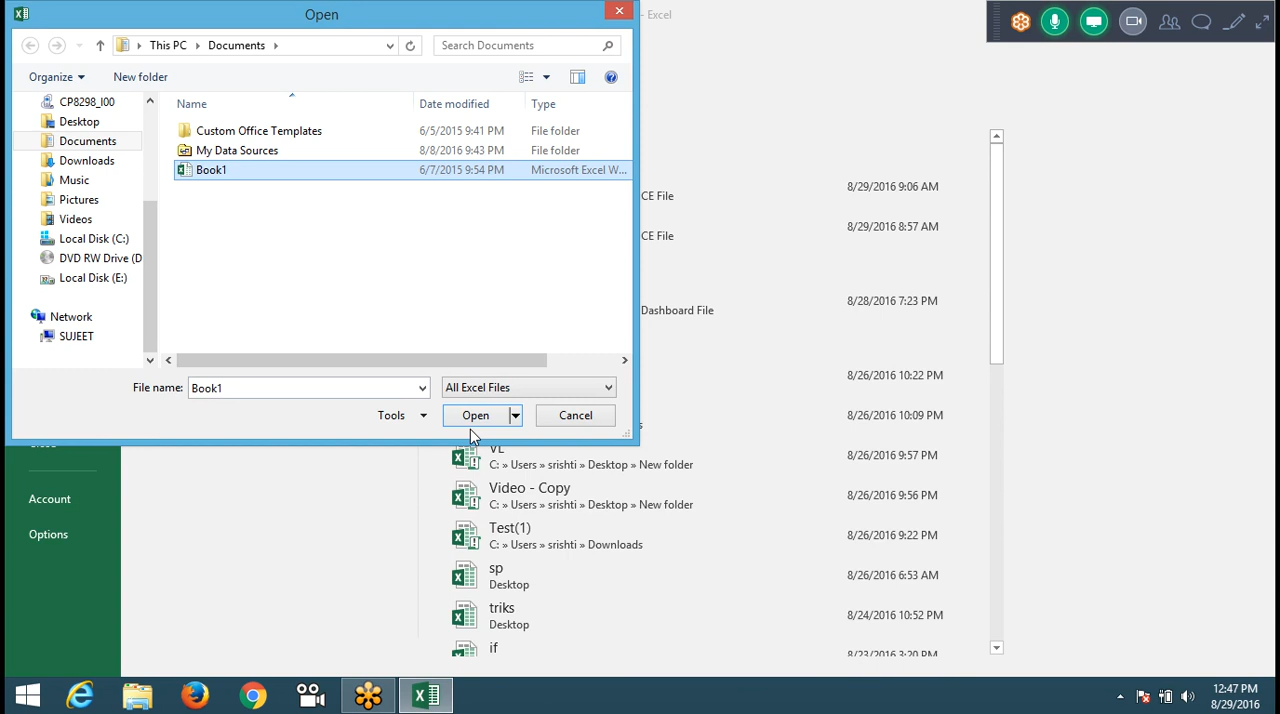 Open
- Excel
This PC Documents
Search Documents
Organize
New folder
Name Date modified Type
CP8298_I00
Desktop
Documents
Downloads
Music
Pictures
Videos
Local Disk (C:)
DVD RW Drive (D
Local Disk (E:)
Network
SUJEET
Custom Office Templates 6/5/2015 9:41 PM File folder
My Data Sources 8/8/2016 9:43 PM File folder
Book1 6/7/2015 9:54 PM Microsoft Excel W...
File name: Book1 All Excel Files
Tools Open Cancel
8/29/2016 9:06 AM
CE File
8/29/2016 8:57 AM
CE File
8/28/2016 7:23 PM
Dashboard File
8/26/2016 10:22 PM
8/26/2016 10:09 PM
VL 8/26/2016 9:57 PM
C: » Users » srishti » Desktop » New folder
Video - Copy 8/26/2016 9:56 PM
C: » Users » srishti » Desktop » New folder
Test(1) 8/26/2016 9:22 PM
C: » Users » srishti » Downloads
sp 8/26/2016 6:53 AM
Desktop
triks 8/24/2016 10:52 PM
Desktop
if 8/23/2016 3:20 PM
Account
Options
12:47 PM
8/29/2016